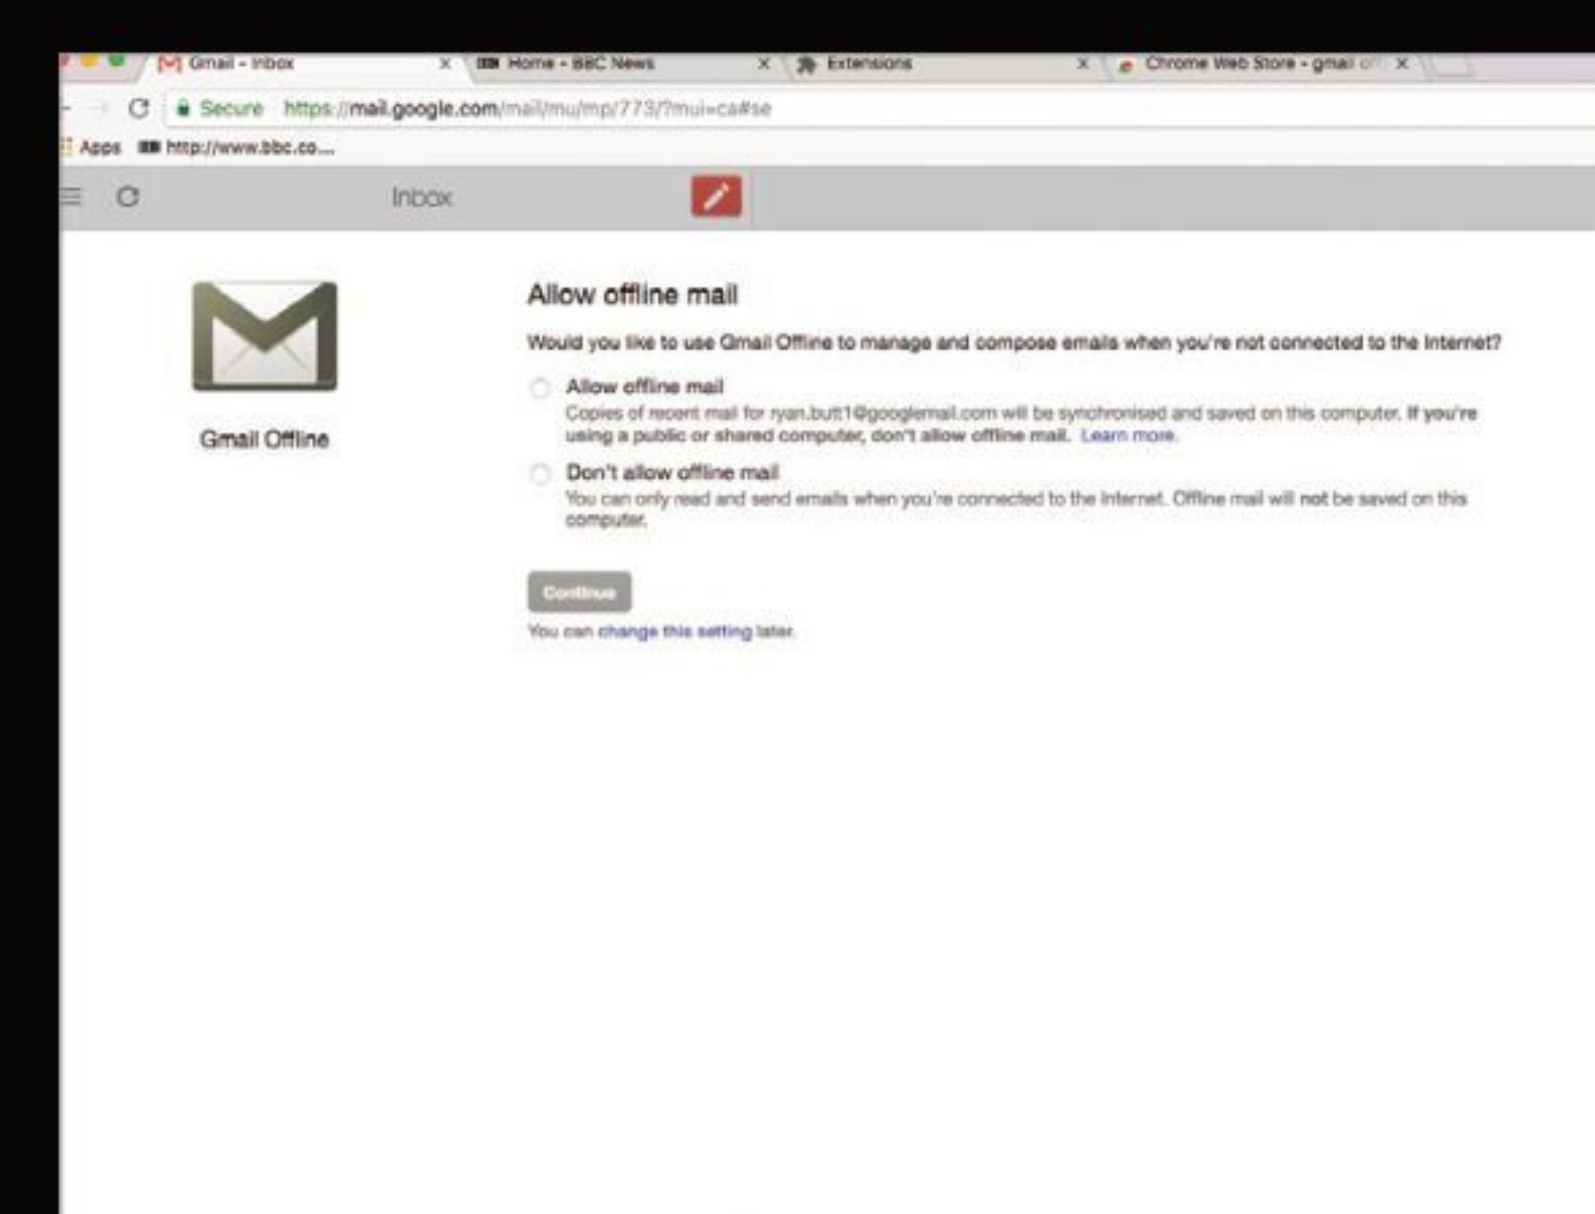 Gmail - Inbox
Home - BBC News
Extensions
Chrome Web Store - gmail of
Secure https://mail.google.com/mail/mu/mp/773/?mui=ca#se
Apps http://www.bbc.co....
Inbox
Gmail Offline
Allow offline mail
Would you like to use Gmail Offline to manage and compose emails when you're not connected to the Internet?
Allow offline mail
Copies of recent mail for ryan.butt1@googlemail.com will be synchronised and saved on this computer. If you're
using a public or shared computer, don't allow offline mail. Learn more.
Don't allow offline mail
You can only read and send emails when you're connected to the Internet. Offline mail will not be saved on this
computer.
Continue
You can change this setting later.